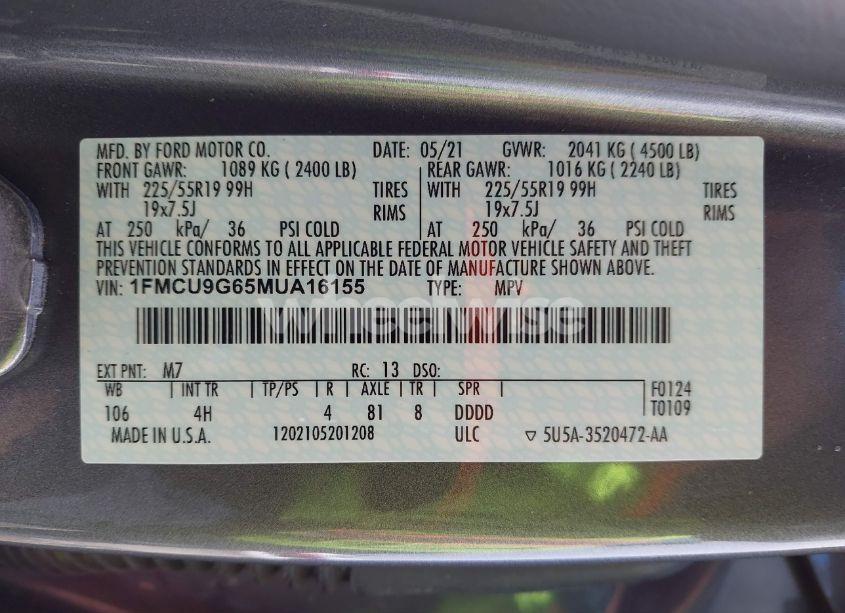 MFD. BY FORD MOTOR CO. DATE: 05/21 GVWR: 2041 KG ( 4500 LB)
FRONT GAWR: 1089 KG ( 2400 LB) REAR GAWR: 1016 KG ( 2240 LB)
WITH 225/55R19 99H TIRES WITH 225/55R19 99H TIRES
19x7.5J RIMS 19x7.5J RIMS
AT 250 kPa/ 36 PSI COLD AT 250 kPa/ 36 PSI COLD
THIS VEHICLE CONFORMS TO ALL APPLICABLE FEDERAL MOTOR VEHICLE SAFETY AND THEFT
PREVENTION STANDARDS IN EFFECT ON THE DATE OF MANUFACTURE SHOWN ABOVE.
VIN: 1FMCU9G65MUA16155 TYPE: MPV
wheelwise
EXT PNT: M7 RC: 13 DSO:
WB INT TR TP/PS R AXLE TR SPR F0124
106 4H 4 81 8 DDDD T0109
MADE IN U.S.A. 1202105201208 ULC ▽ 5U5A-3520472-AA